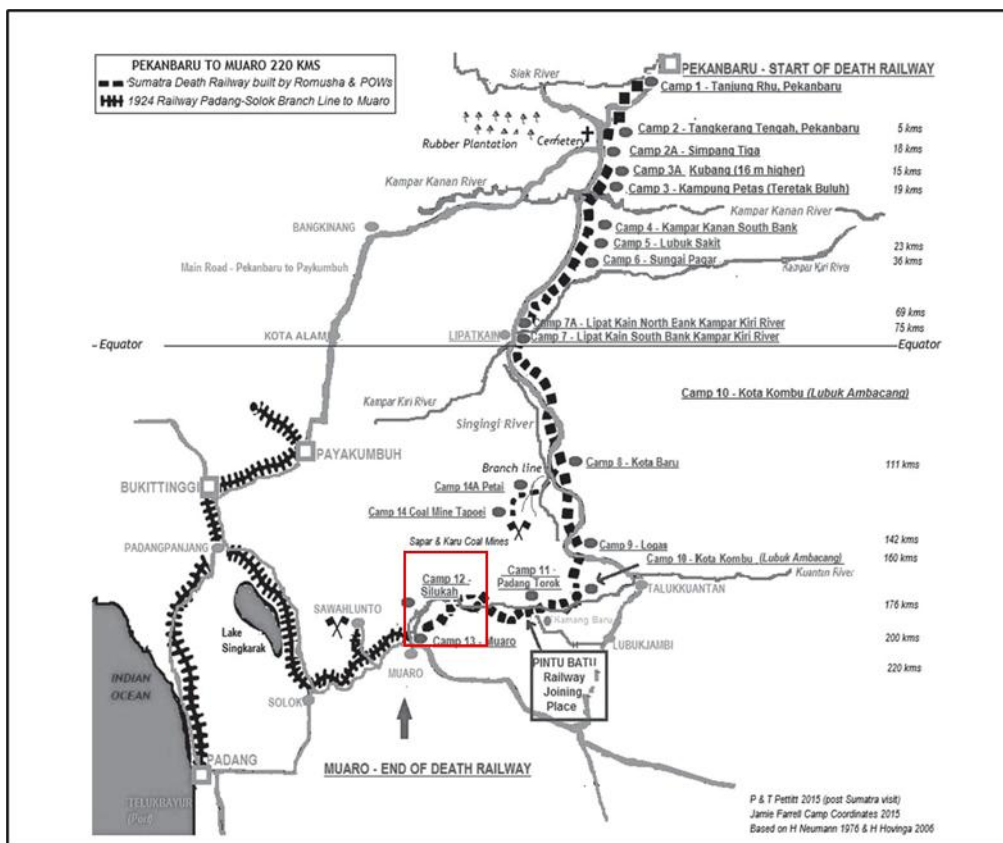 PEKANBARU TO MUARO 220 KMS
Sumatra Death Railway built by Romusha & POWs
1924 Railway Padang-Solok Branch Line to Muaro
Siak River
PEKANBARU - START OF DEATH RAILWAY
Camp 1 - Tanjung Rhu, Pekanbaru
Rubber Plantation
Cemetery
Camp 2 - Tangkerang Tengah, Pekanbaru
5 kms
Camp 2A - Simpang Tiga
18 kms
Camp 3A Kubang (16 m higher)
15 kms
Kampar Kanan River
Camp 3 - Kampung Petas (Teretak Buluh)
19 kms
Kampar Kanan River
BANGKINANG
Camp 4 - Kampar Kanan South Bank
Camp 5 - Lubuk Sakit
23 kms
Camp 6 - Sungai Pagar
36 kms
Main Road - Pekanbaru to Paykumbuh
Kampar Kiri River
69 kms
Camp 7A - Lipat Kain North Eank Kampar Kiri River
75 kms
KOTA ALAM
LIPATKAIN
Camp 7 - Lipat Kain South Bank Kampar Kiri River
Equator
Equator
Kampar Kiri River
Camp 10 - Kota Kombu (Lubuk Ambacang)
Singingi River
PAYAKUMBUH
Camp 8 - Kota Baru
111 kms
Branch line
BUKITTINGGI
Camp 14A Petai
Camp 14 Coal Mine Tapoei
Sapar & Karu Coal Mines
PADANGPANJANG
Camp 9 - Logas
142 kms
Camp 10 - Kota Kombu (Lubuk Ambacang)
160 kms
Camp 11 -
Padang Torok
Kuantan River
Camp 12 -
Silukah
TALUKKUANTAN
SAWAHLUNTO
176 kms
Lake
Singkarak
Kamang Baru
Camp 13 - Muaro
LUBUKJAMBI
200 kms
MUARO
PINTU BATU
Railway
Joining
Place
220 kms
INDIAN
OCEAN
SOLOK
PADANG
MUARO - END OF DEATH RAILWAY
TELUKBAYUR
(Port)
P & T Pettitt 2015 (post Sumatra visit)
Jamie Farrell Camp Coordinates 2015
Based on H Neumann 1976 & H Hovinga 2006